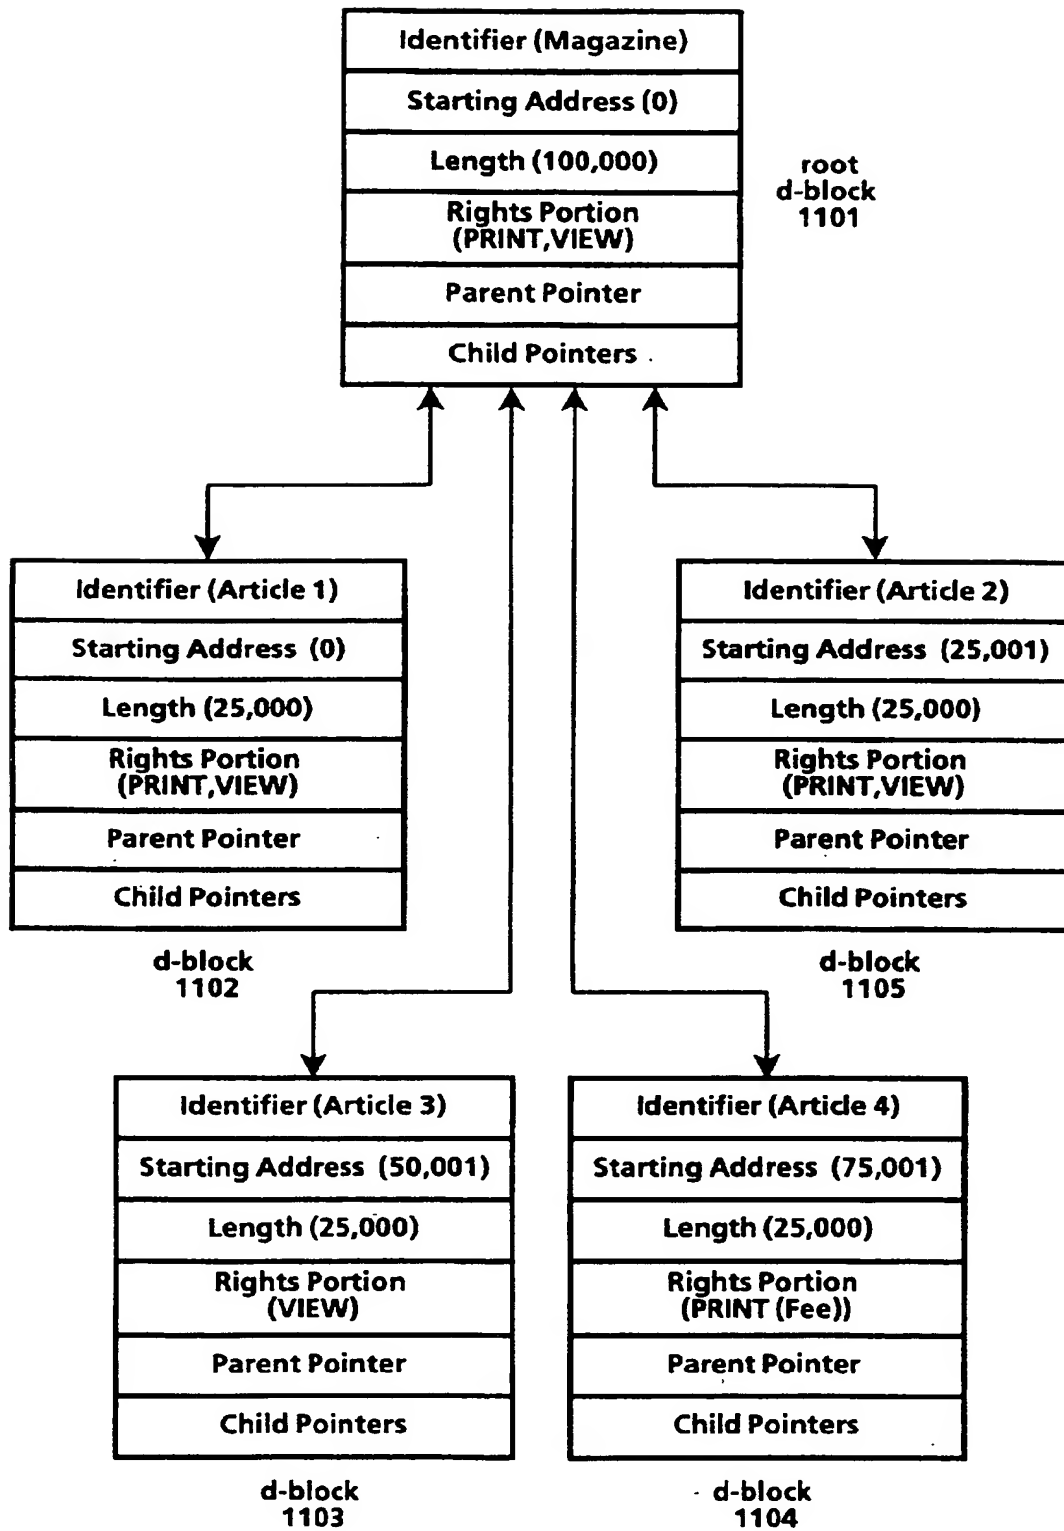 Identifier (Magazine)
Starting Address (0)
Length (100,000)
Rights Portion
(PRINT,VIEW)
Parent Pointer
Child Pointers
root
d-block
1101
Identifier (Article 1)
Starting Address (0)
Length (25,000)
Rights Portion
(PRINT,VIEW)
Parent Pointer
Child Pointers
d-block
1102
Identifier (Article 2)
Starting Address (25,001)
Length (25,000)
Rights Portion
(PRINT,VIEW)
Parent Pointer
Child Pointers
d-block
1105
Identifier (Article 3)
Starting Address (50,001)
Length (25,000)
Rights Portion
(VIEW)
Parent Pointer
Child Pointers
d-block
1103
Identifier (Article 4)
Starting Address (75,001)
Length (25,000)
Rights Portion
(PRINT (Fee))
Parent Pointer
Child Pointers
d-block
1104